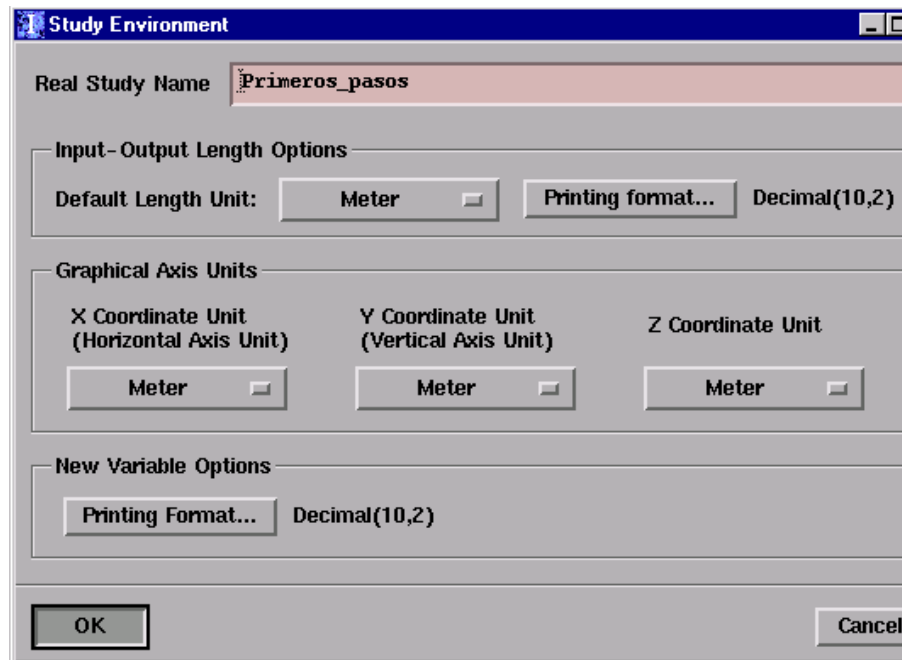 Study Environment
Real Study Name Primeros_pasos
Input-Output Length Options
Default Length Unit: Meter Printing format... Decimal(10,2)
Graphical Axis Units
X Coordinate Unit Y Coordinate Unit Z Coordinate Unit
(Horizontal Axis Unit) (Vertical Axis Unit)
Meter Meter Meter
New Variable Options
Printing Format... Decimal(10,2)
OK Cancel